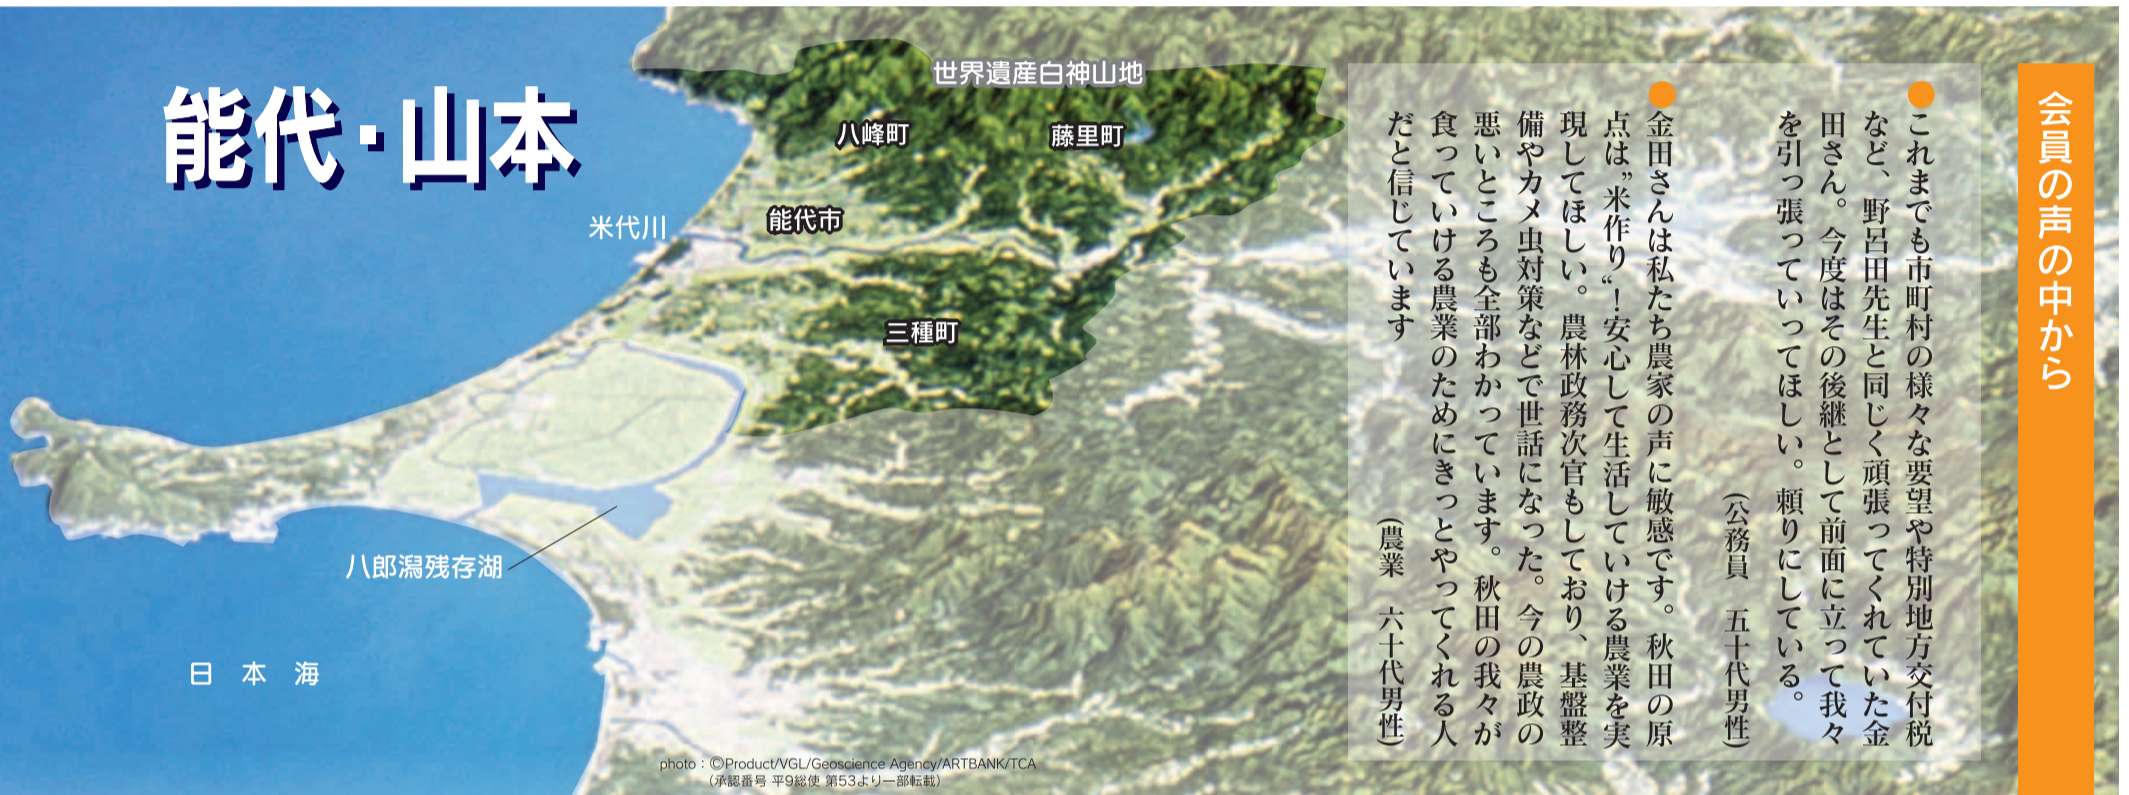 会員の声の中から
●これまでも市町村の様々な要望や特別地方交付税
など、野呂田先生と同じく頑張ってくれていた金
田さん。今度はその後継として前面に立って我々
を引っ張っていってほしい。頼りにしている。
(公務員 五十代男性)
●金田さんは私たち農家の声に敏感です。秋田の原
点は〝米作り〟!安心して生活していける農業を実
現してほしい。農林政務次官もしており、基盤整
備やカメ虫対策などで世話になった。今の農政の
悪いところも全部わかっています。秋田の我々が
食っていける農業のためにきっとやってくれる人
だと信じています
(農業 六十代男性)
能代・山本
世界遺産白神山地
八峰町
藤里町
能代市
米代川
三種町
八郎潟残存湖
日本海
photo:©Product/VGL/Geoscience Agency/ARTBANK/TCA
(承認番号 平9総使 第53より一部転載)